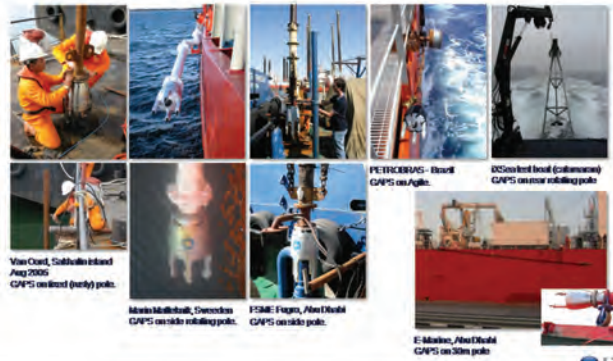 PETROBRAS - Brazil
GAPS on Agile.
iXSea test boat (catamaran)
GAPS on rear rotating pole
Van Oord, Sakhalin island
Aug 2005
GAPS on fixed (rusty) pole.
Marin Mätteknik, Sweeden
GAPS on side rotating pole.
PSME Fugro, Abu Dhabi
GAPS on side pole.
E-Marine, Abu Dhabi
GAPS on 30m pole